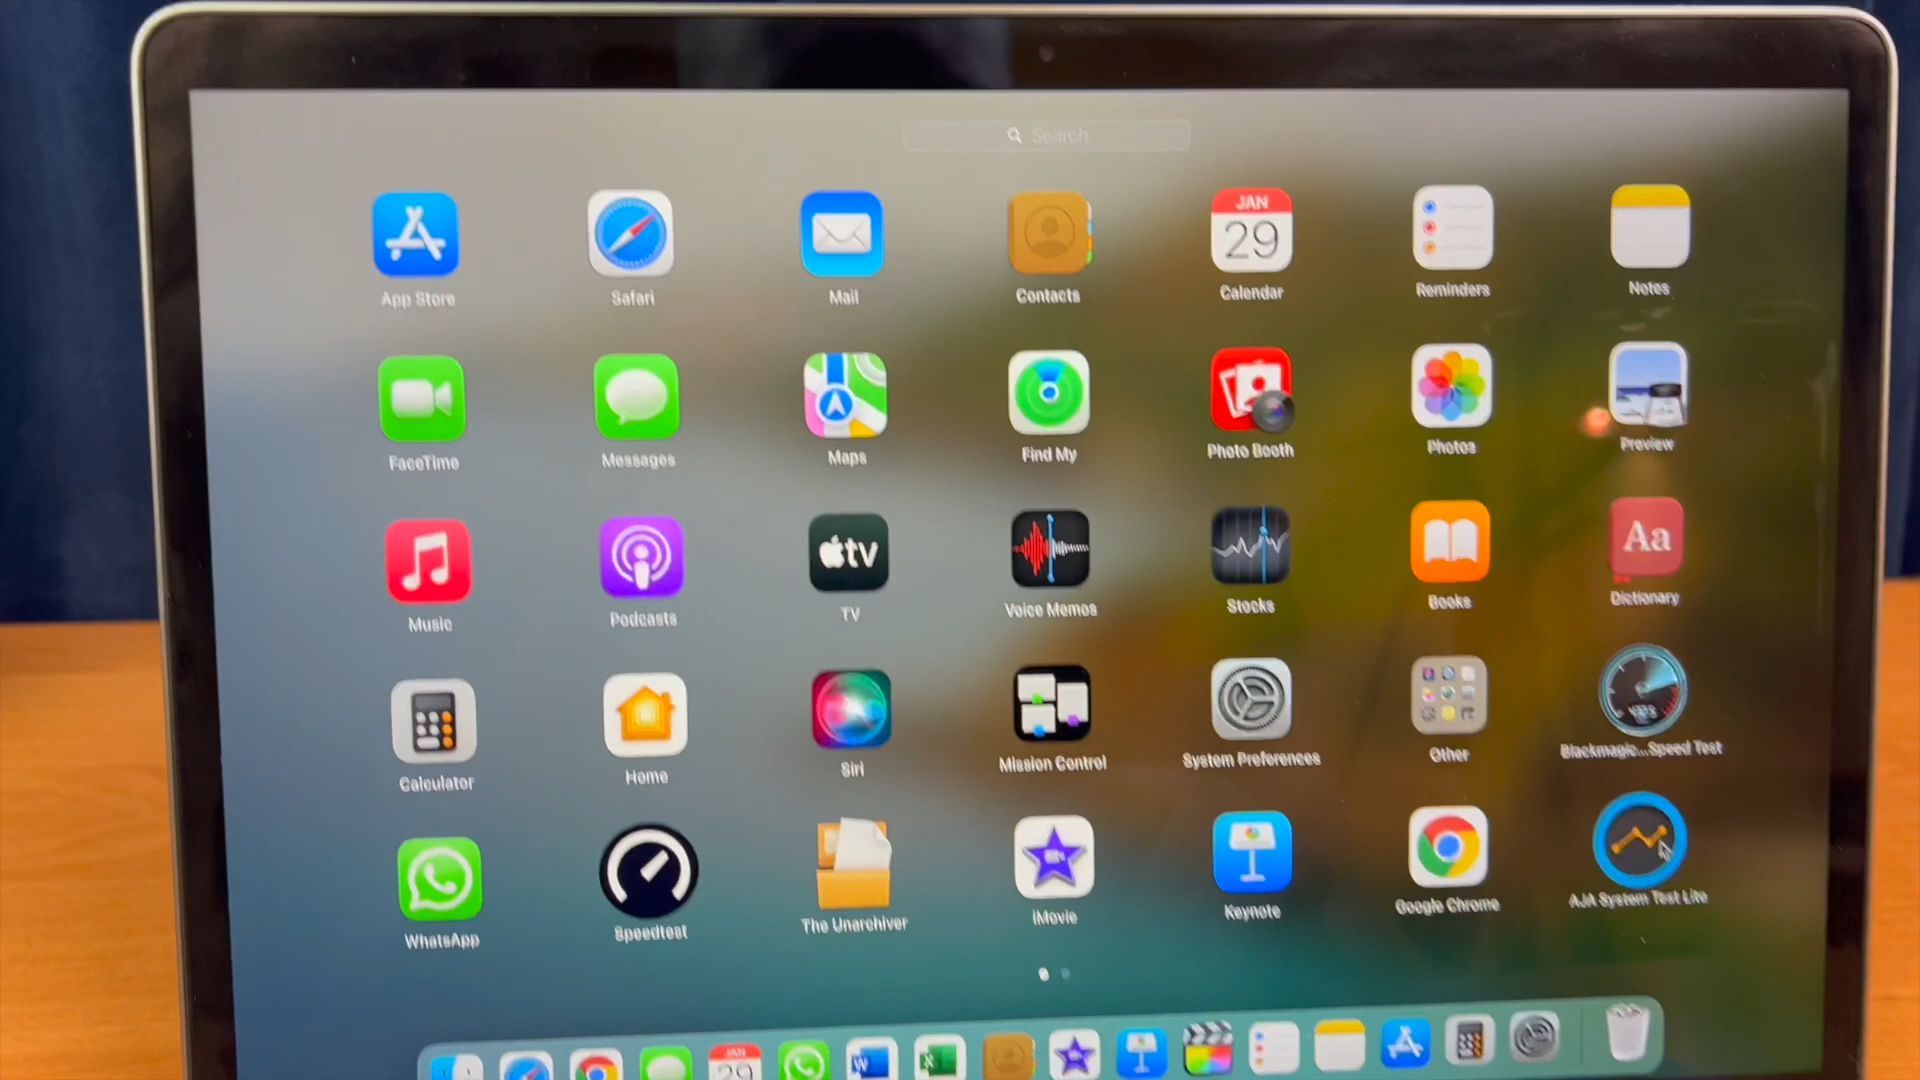 Search
App Store
Safari
Mail
Contacts
JAN
29
Calendar
Reminders
Notes
FaceTime
Messages
Maps
Find My
Photo Booth
Photos
Preview
Music
Podcasts
tv
TV
Voice Memos
Stocks
Books
Aa
Dictionary
Calculator
Home
Siri
Mission Control
System Preferences
Other
Blackmagic...Speed Test
WhatsApp
Speedtest
The Unarchiver
iMovie
Keynote
Google Chrome
AJA System Test Lite
JAN
29
W
X